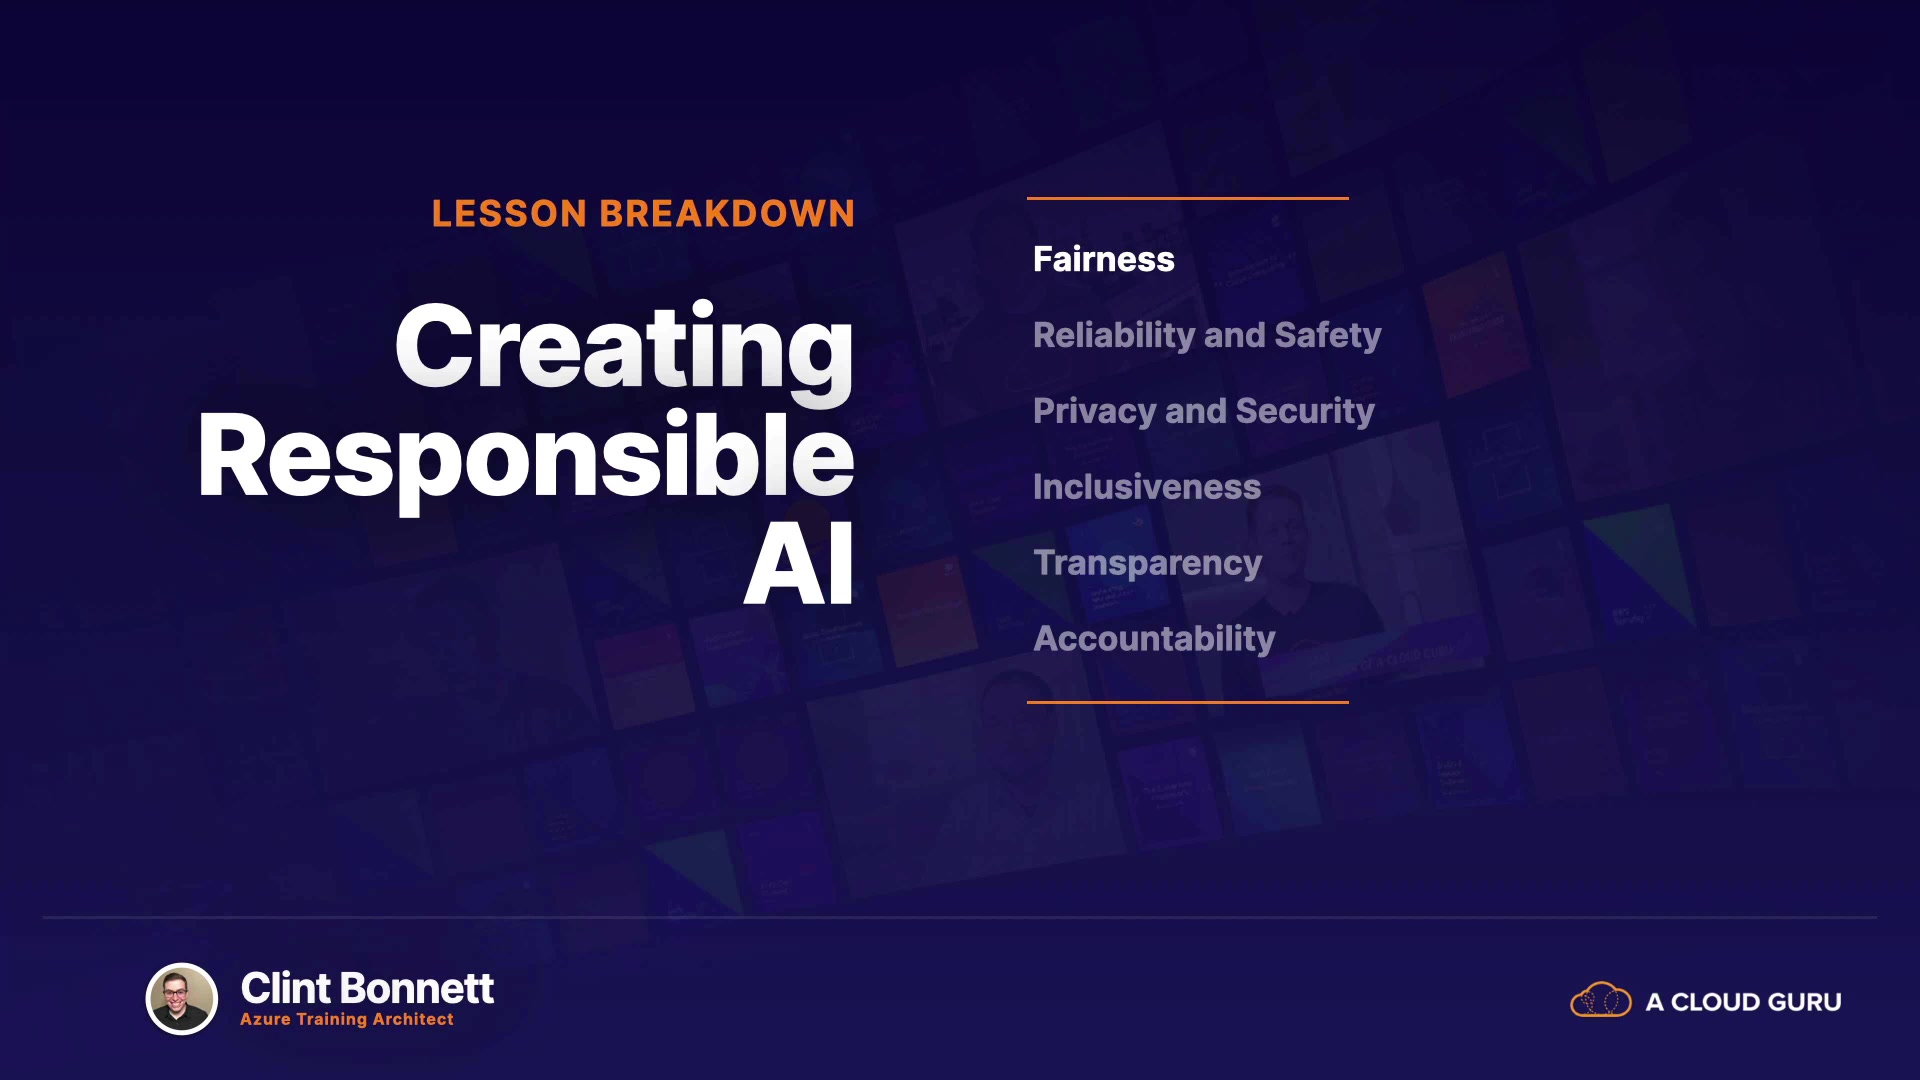 LESSON BREAKDOWN
Creating
Responsible
AI
Fairness
Reliability and Safety
Privacy and Security
Inclusiveness
Transparency
Accountability
Clint Bonnett
Azure Training Architect
A CLOUD GURU